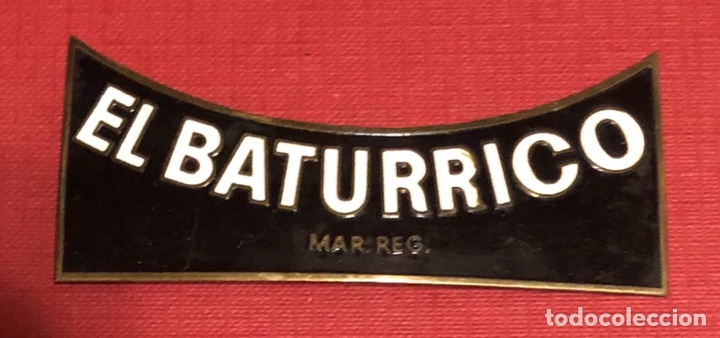 EL BATURRICO
MAR. REG.
todocoleccion